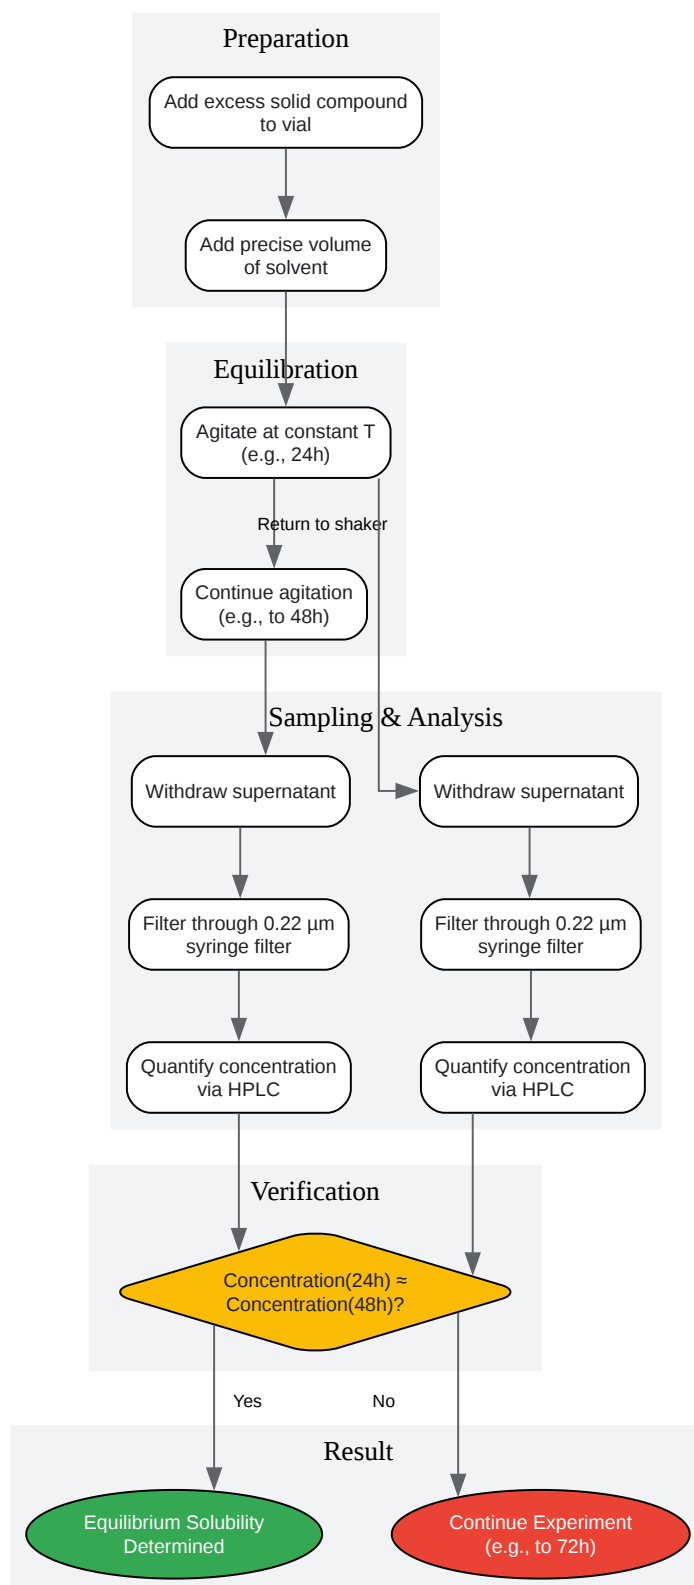 Preparation
Add excess solid compound
to vial
Add precise volume
of solvent
Equilibration
Agitate at constant T
(e.g., 24h)
Return to shaker
Continue agitation
(e.g., to 48h)
Sampling & Analysis
Withdraw supernatant
Withdraw supernatant
Filter through 0.22 µm
syringe filter
Filter through 0.22 µm
syringe filter
Quantify concentration
via HPLC
Quantify concentration
via HPLC
Verification
Concentration(24h) ≈
Concentration(48h)?
Yes
No
Result
Equilibrium Solubility
Determined
Continue Experiment
(e.g., to 72h)